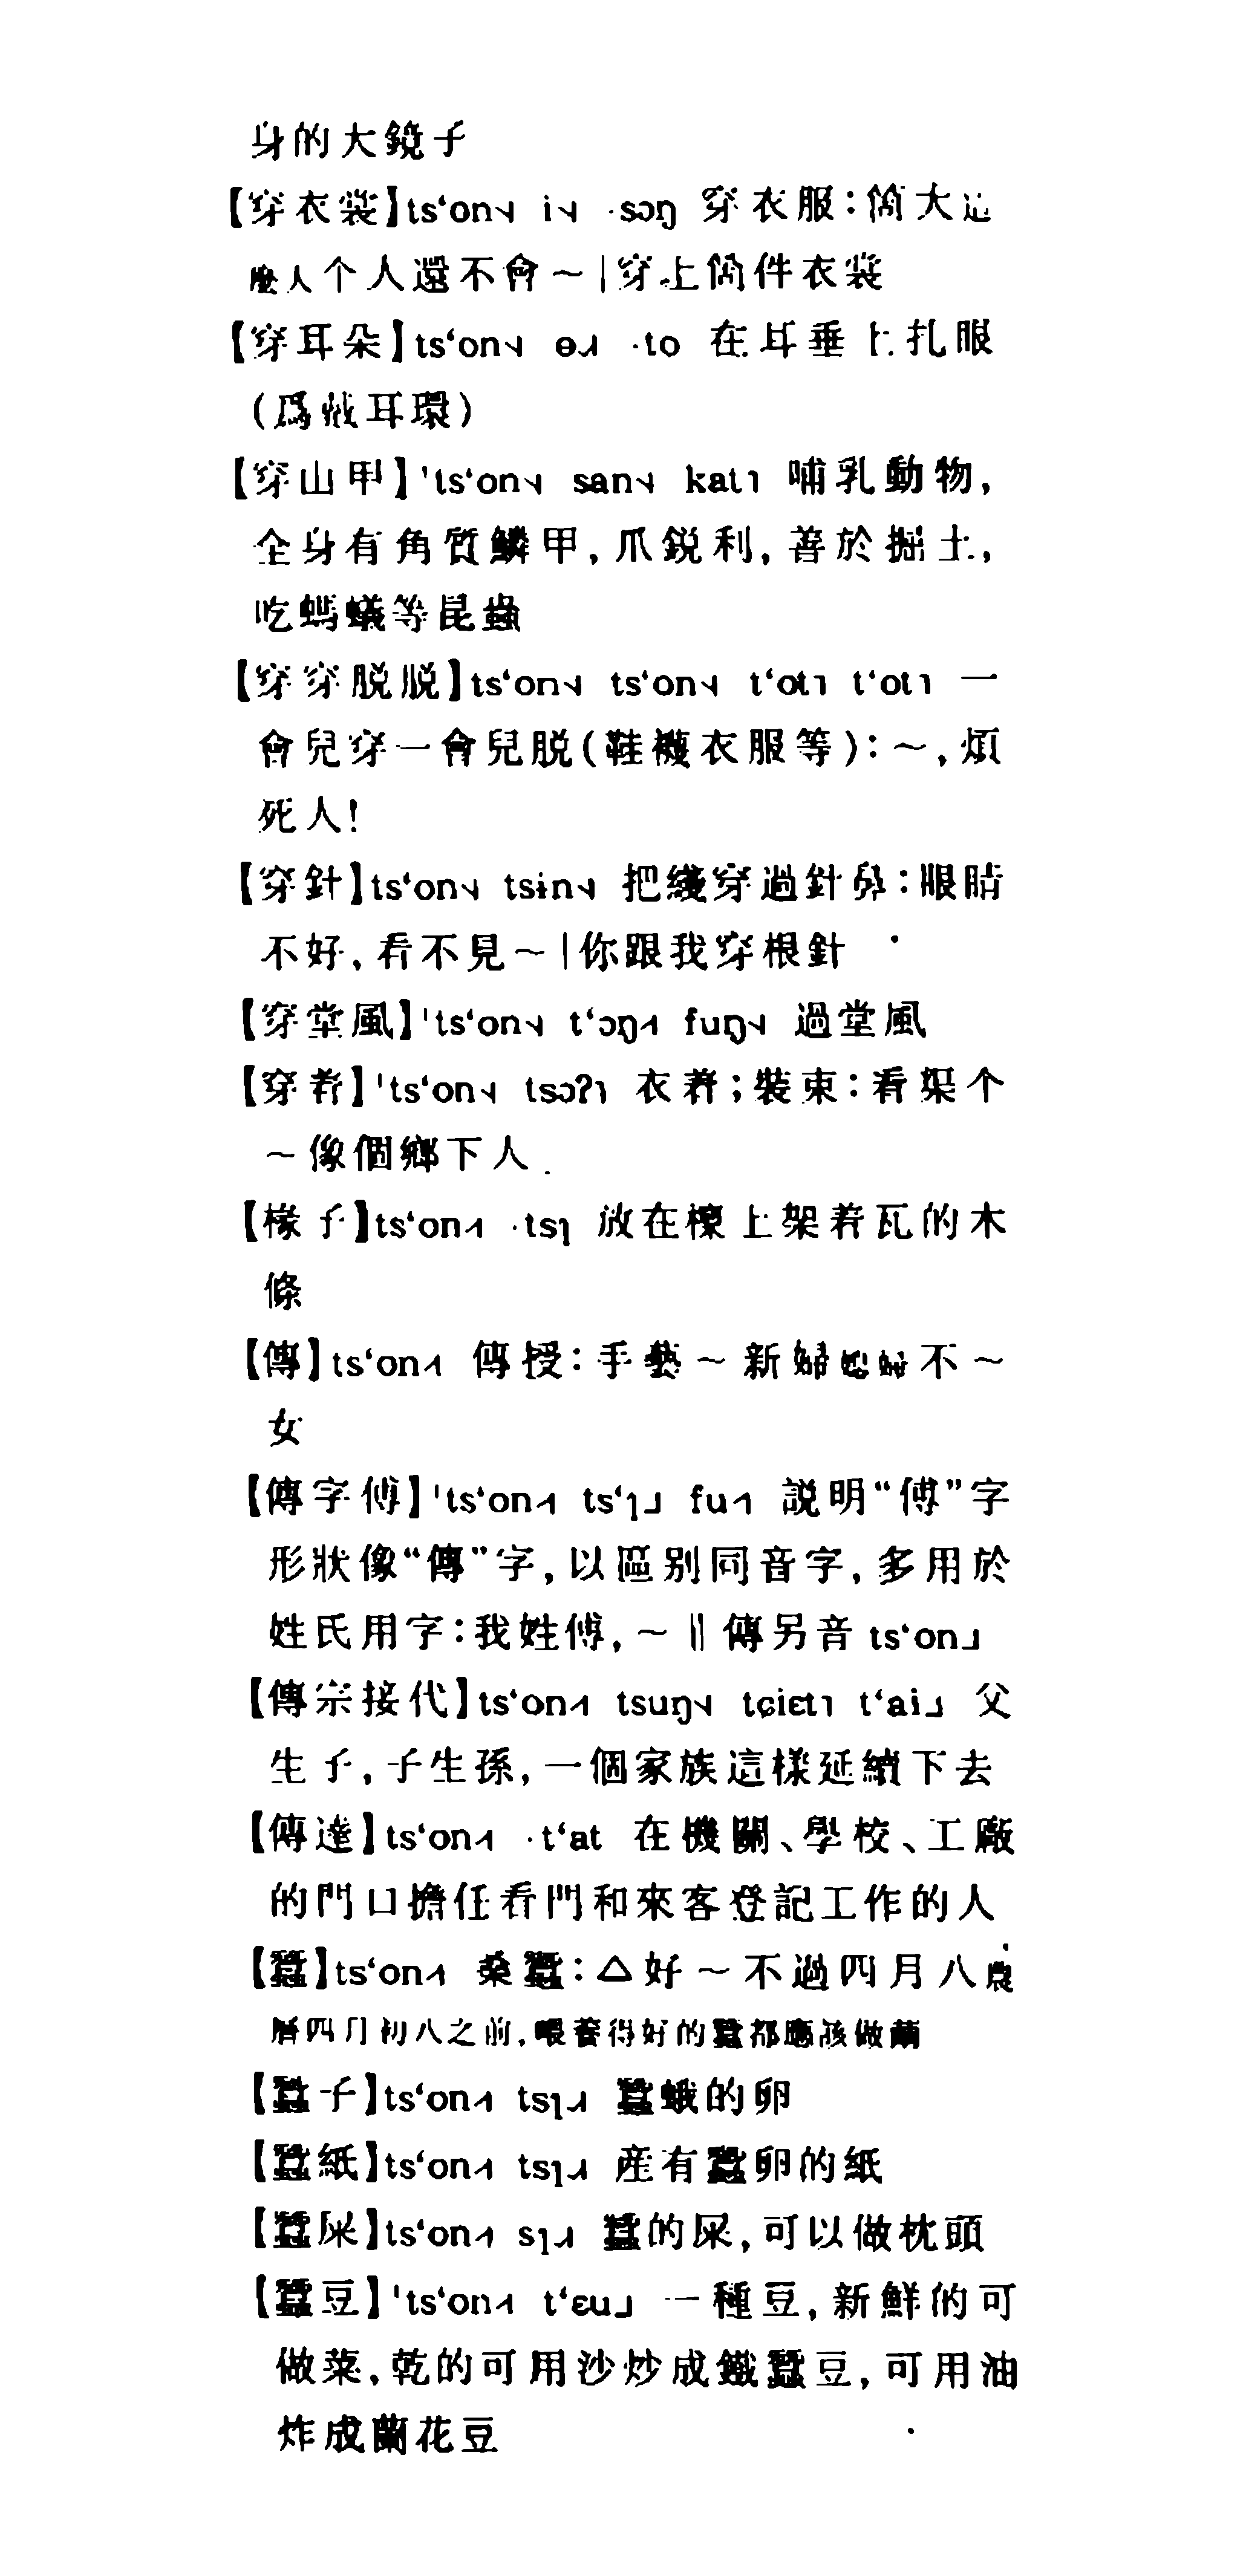 身的大鏡子
【穿衣裳】ts‘on˧˩ i˧˩ ·sɔŋ 穿衣服：箇大這
麼人个人還不會～｜穿上箇件衣裳
【穿耳朵】ts‘on˧˩ ɵ˨˩ ·to 在耳垂上扎眼
（爲戴耳環）
【穿山甲】'ts‘on˧˩ san˧˩ kat˥ 哺乳動物，
全身有角質鱗甲，爪鋭利，善於掘土，
吃螞蟻等昆蟲
【穿穿脱脱】ts‘on˧˩ ts‘on˧˩ t‘ot˥ t‘ot˥ 一
會兒穿一會兒脱（鞋襪衣服等）：～，煩
死人！
【穿針】ts‘on˧˩ tsɨn˧˩ 把綫穿過針鼻：眼睛
不好，看不見～｜你跟我穿根針
【穿堂風】'ts‘on˧˩ t‘ɔŋ˨˦ fuŋ˧˩ 過堂風
【穿着】'ts‘on˧˩ tsɔʔ˥ 衣着；裝束：看渠个
～像個鄉下人
【椽子】ts‘on˨˦ ·tsʅ 放在檩上架着瓦的木
條
【傳】ts‘on˨˦ 傳授：手藝～新婦媳婦不～
女
【傳字傅】'ts‘on˨˦ ts‘ʅ˩ fu˨˦ 説明“傅”字
形狀像“傳”字，以區别同音字，多用於
姓氏用字：我姓傅，～‖傳另音 ts‘on˩
【傳宗接代】ts‘on˨˦ tsuŋ˧˩ tɕiɛt˥ t‘ai˩ 父
生子，子生孫，一個家族這樣延續下去
【傳達】ts‘on˨˦ ·t‘at 在機關、學校、工廠
的門口擔任看門和來客登記工作的人
【蠶】ts‘on˨˦ 桑蠶：△好～不過四月八農
曆四月初八之前，喂養得好的蠶都應該做繭
【蠶子】ts‘on˨˦ tsʅ˨˩ 蠶蛾的卵
【蠶紙】ts‘on˨˦ tsʅ˨˩ 産有蠶卵的紙
【蠶屎】ts‘on˨˦ sʅ˨˩ 蠶的屎，可以做枕頭
【蠶豆】'ts‘on˨˦ t‘ɛu˩ 一種豆，新鮮的可
做菜，乾的可用沙炒成鐵蠶豆，可用油
炸成蘭花豆